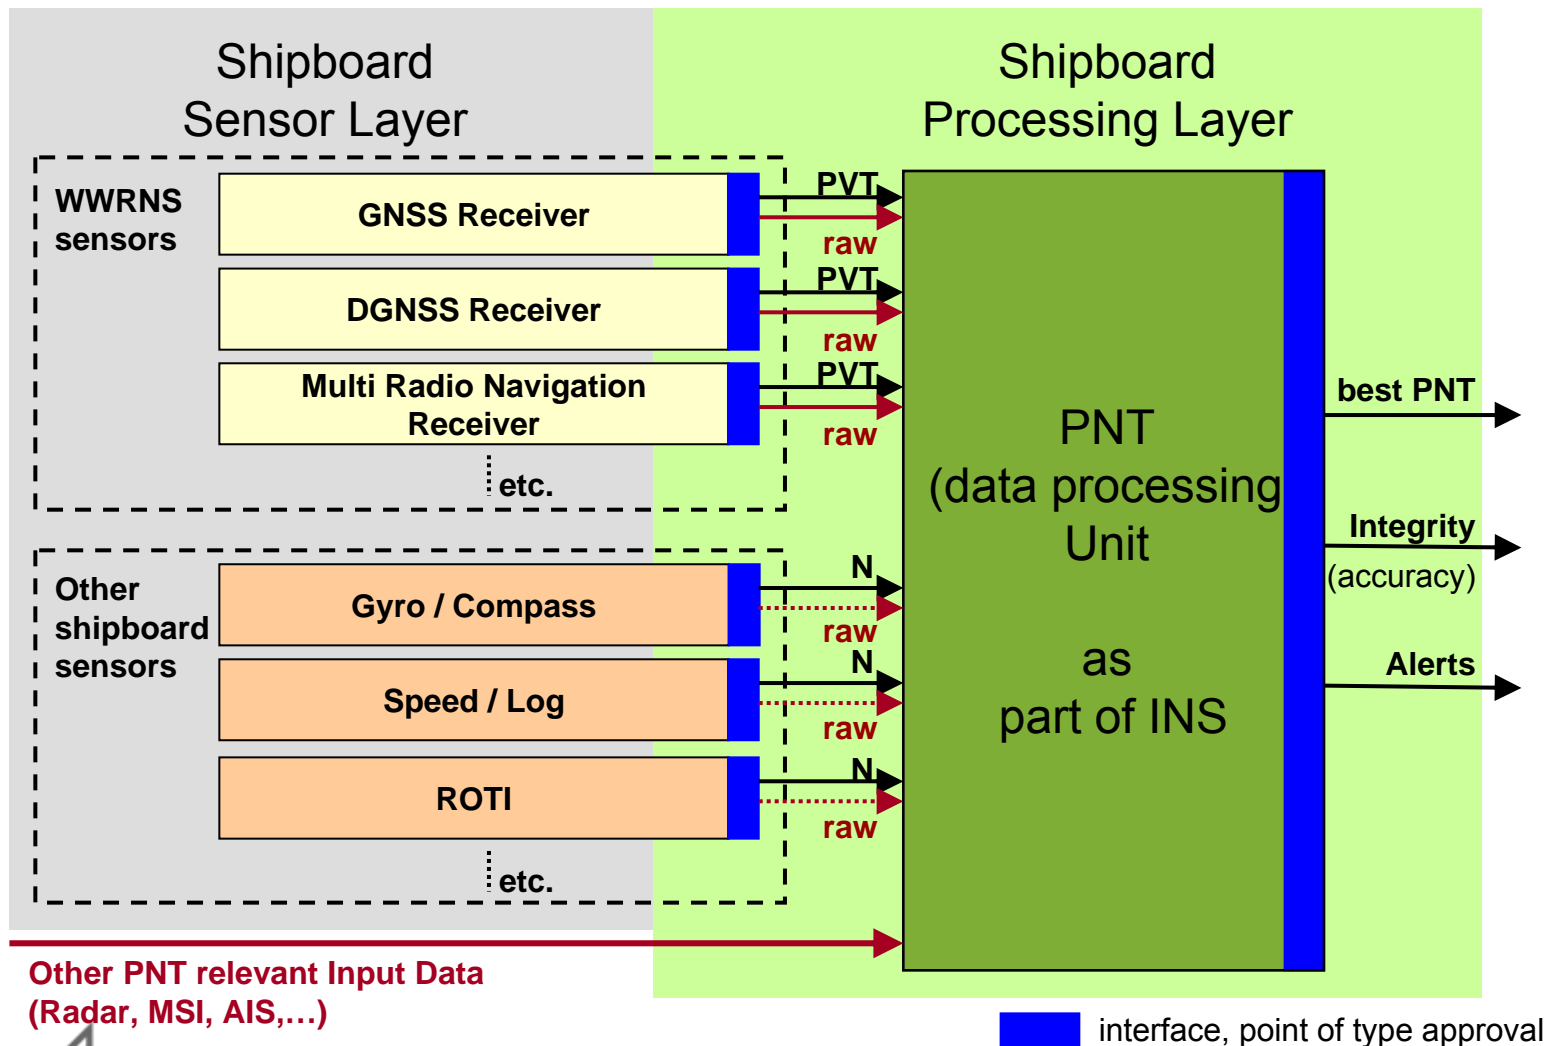 Shipboard
Sensor Layer
Shipboard
Processing Layer
WWRNS
sensors
GNSS Receiver
PVT
raw
DGNSS Receiver
PVT
raw
Multi Radio Navigation
Receiver
PVT
raw
etc.
Other
shipboard
sensors
Gyro / Compass
N
raw
Speed / Log
N
raw
ROTI
N
raw
etc.
PNT
(data processing
Unit
as
part of INS
best PNT
Integrity
(accuracy)
Alerts
Other PNT relevant Input Data
(Radar, MSI, AIS,...)
interface, point of type approval